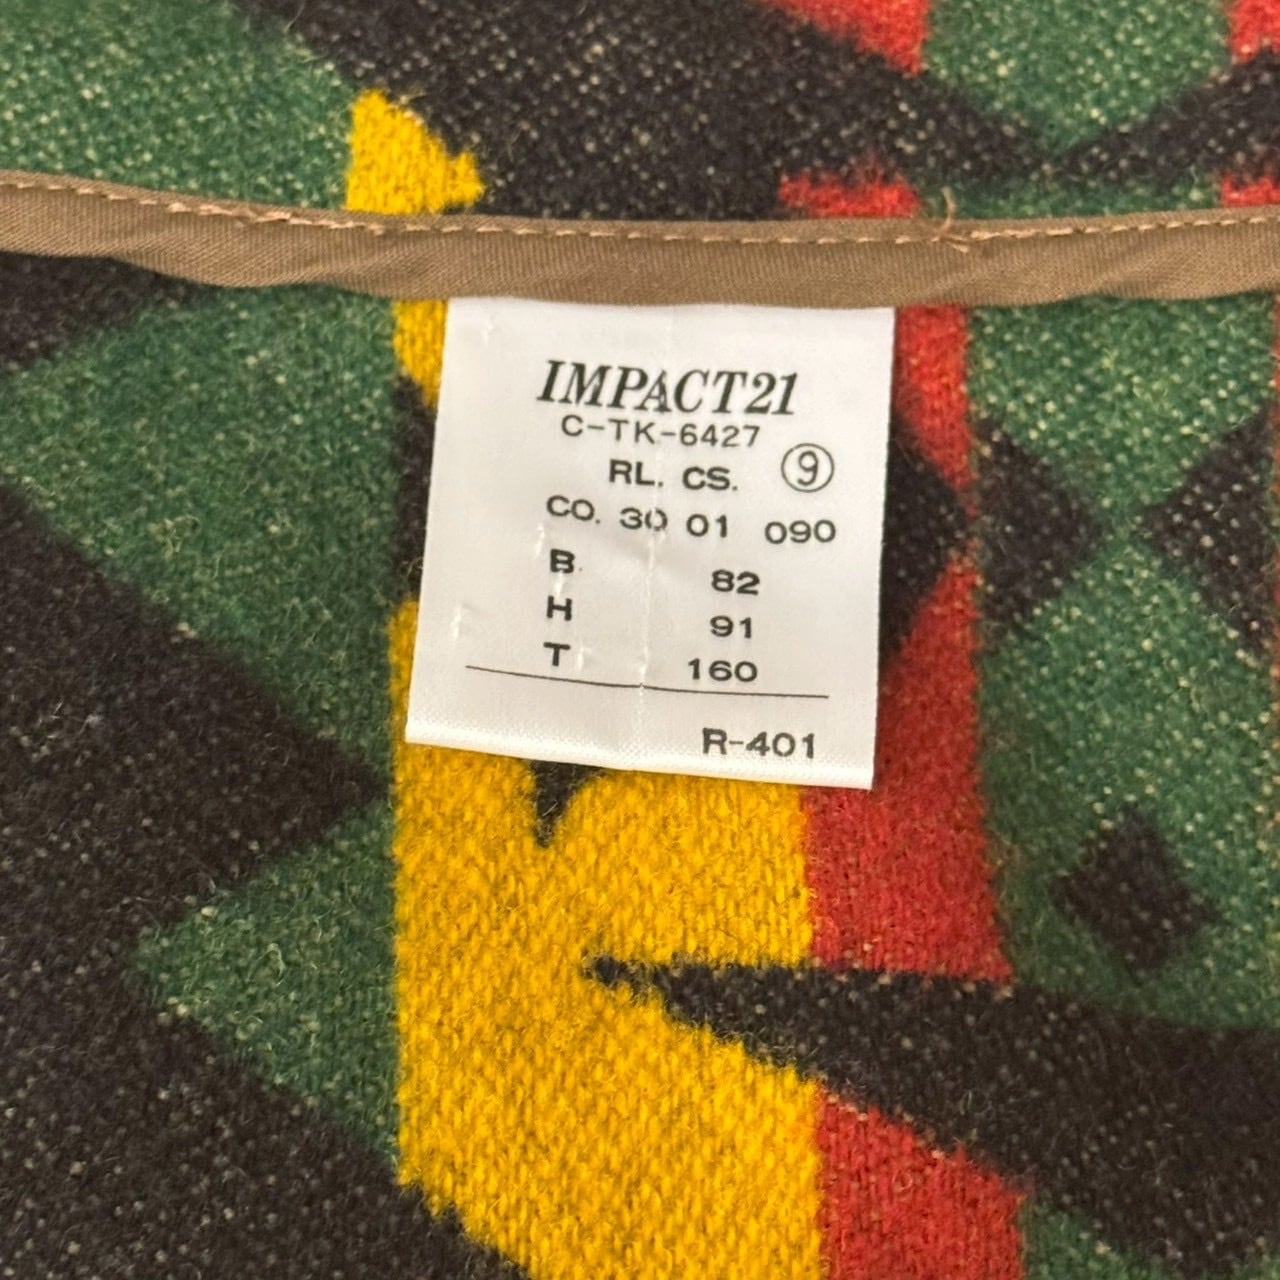 IMPACT21
C-TK-6427
RL. CS. ⑨
CO. 30 01 090
B 82
H 91
T 160
R-401